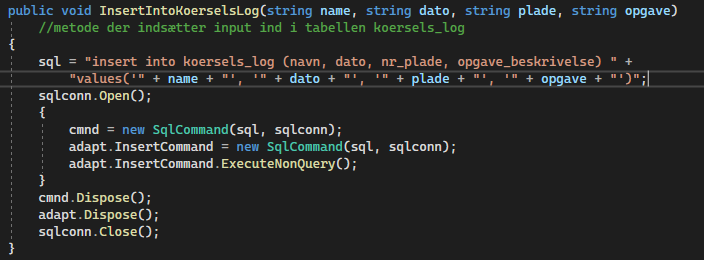 public void InsertIntoKoerselsLog(string name, string dato, string plade, string opgave)
//metode der indsætter input ind i tabellen koersels_log
{
sql = "insert into koersels_log (navn, dato, nr_plade, opgave_beskrivelse) " +
"values('" + name + "', '" + dato + "', '" + plade + "', '" + opgave + "')";
sqlconn.Open();
{
cmnd = new SqlCommand(sql, sqlconn);
adapt.InsertCommand = new SqlCommand(sql, sqlconn);
adapt.InsertCommand.ExecuteNonQuery();
}
cmnd.Dispose();
adapt.Dispose();
sqlconn.Close();
}